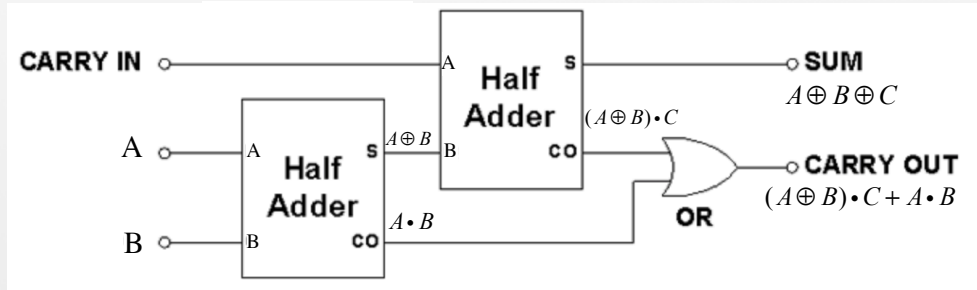 CARRY IN
A
S
SUM
Half
Adder
A⊕B⊕C
(A⊕B)•C
A
A
S
A⊕B
B
CO
CARRY OUT
Half
Adder
(A⊕B)•C+A•B
OR
A•B
B
B
CO